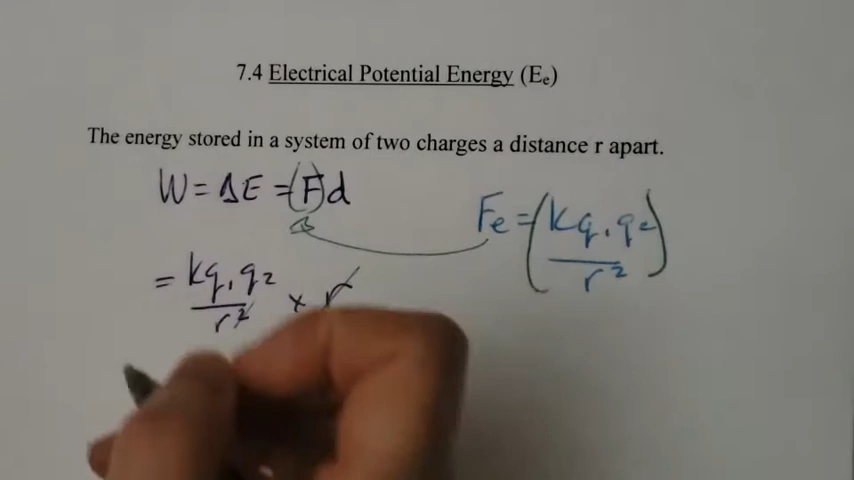 7.4 Electrical Potential Energy (Eₑ)
The energy stored in a system of two charges a distance r apart.
W = ΔE = (F)d
Fe = (kq₁q₂ / r²)
= kq₁q₂ / r² × r